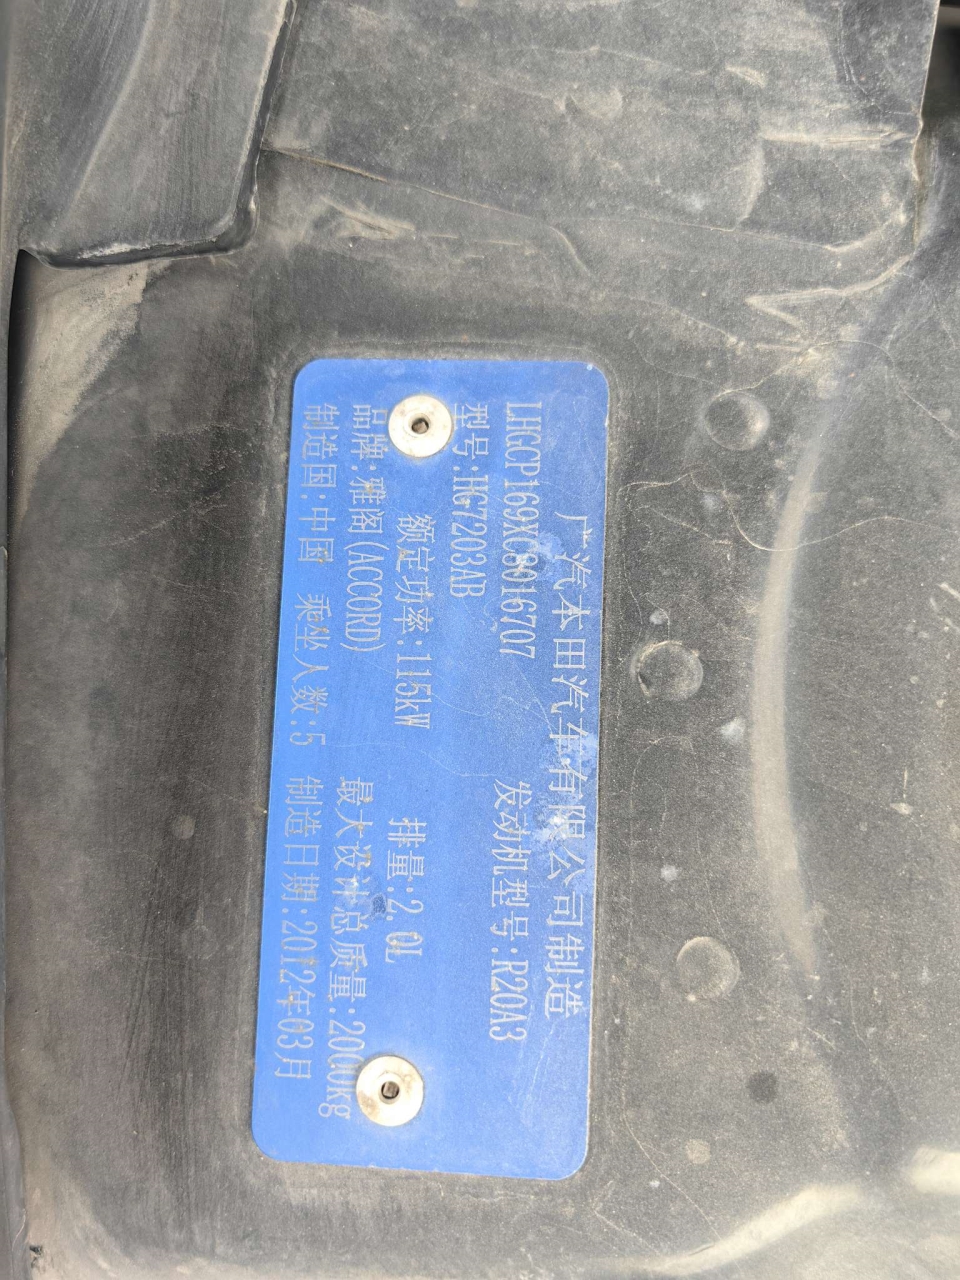 广汽本田汽车有限公司制造
LHGCP169XC8016707 发动机型号:R20A3
型号:HG7203AB
额定功率:115kW 排量:2.0L
品牌:雅阁(ACCORD) 最大设计总质量:2000kg
制造国:中国 乘坐人数:5 制造日期:2012年03月